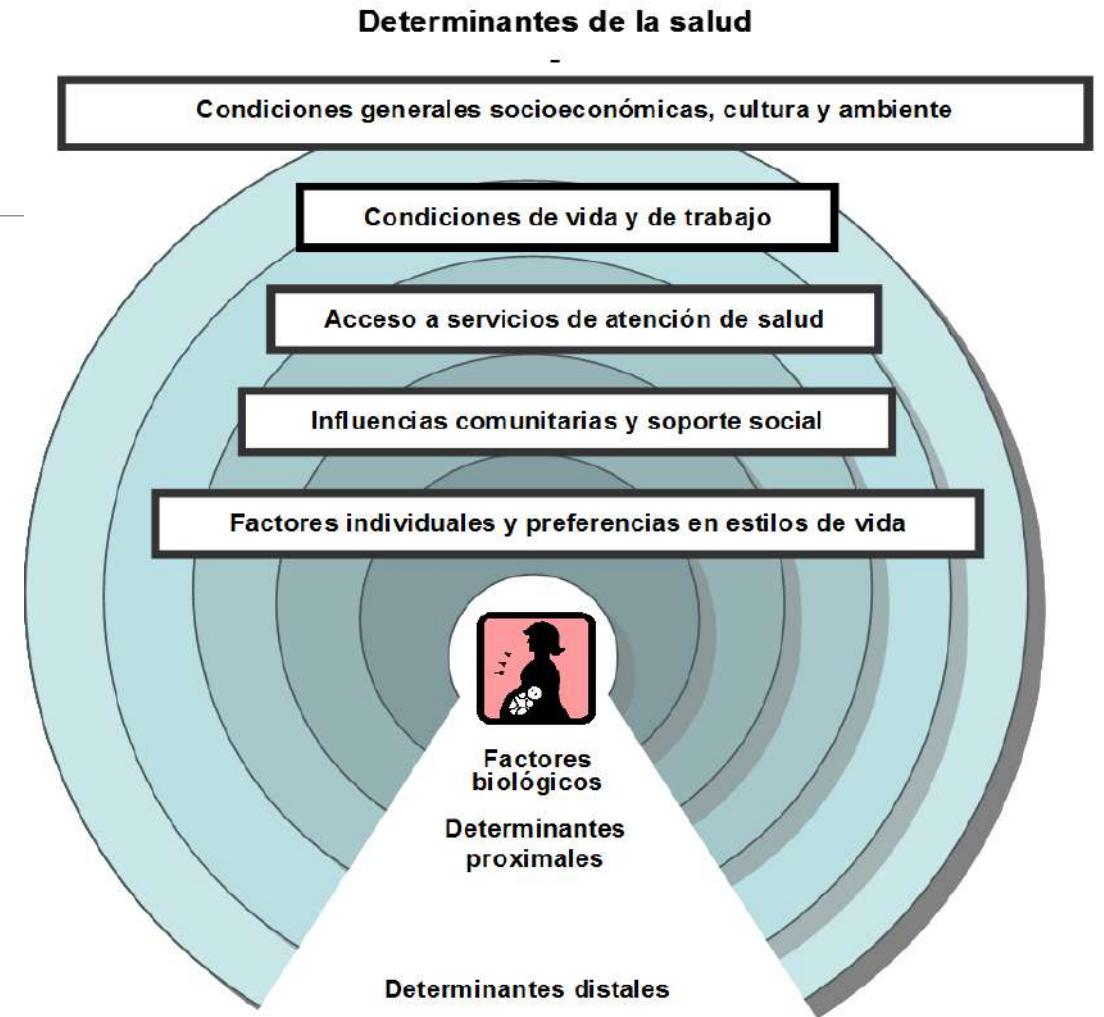 Determinantes de la salud
-
Condiciones generales socioeconómicas, cultura y ambiente
Condiciones de vida y de trabajo
Acceso a servicios de atención de salud
Influencias comunitarias y soporte social
Factores individuales y preferencias en estilos de vida
Factores
biológicos
Determinantes
proximales
Determinantes distales